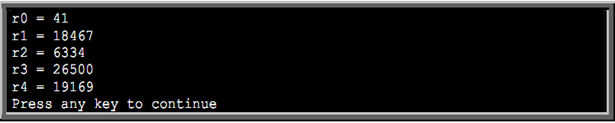 r0 = 41
r1 = 18467
r2 = 6334
r3 = 26500
r4 = 19169
Press any key to continue